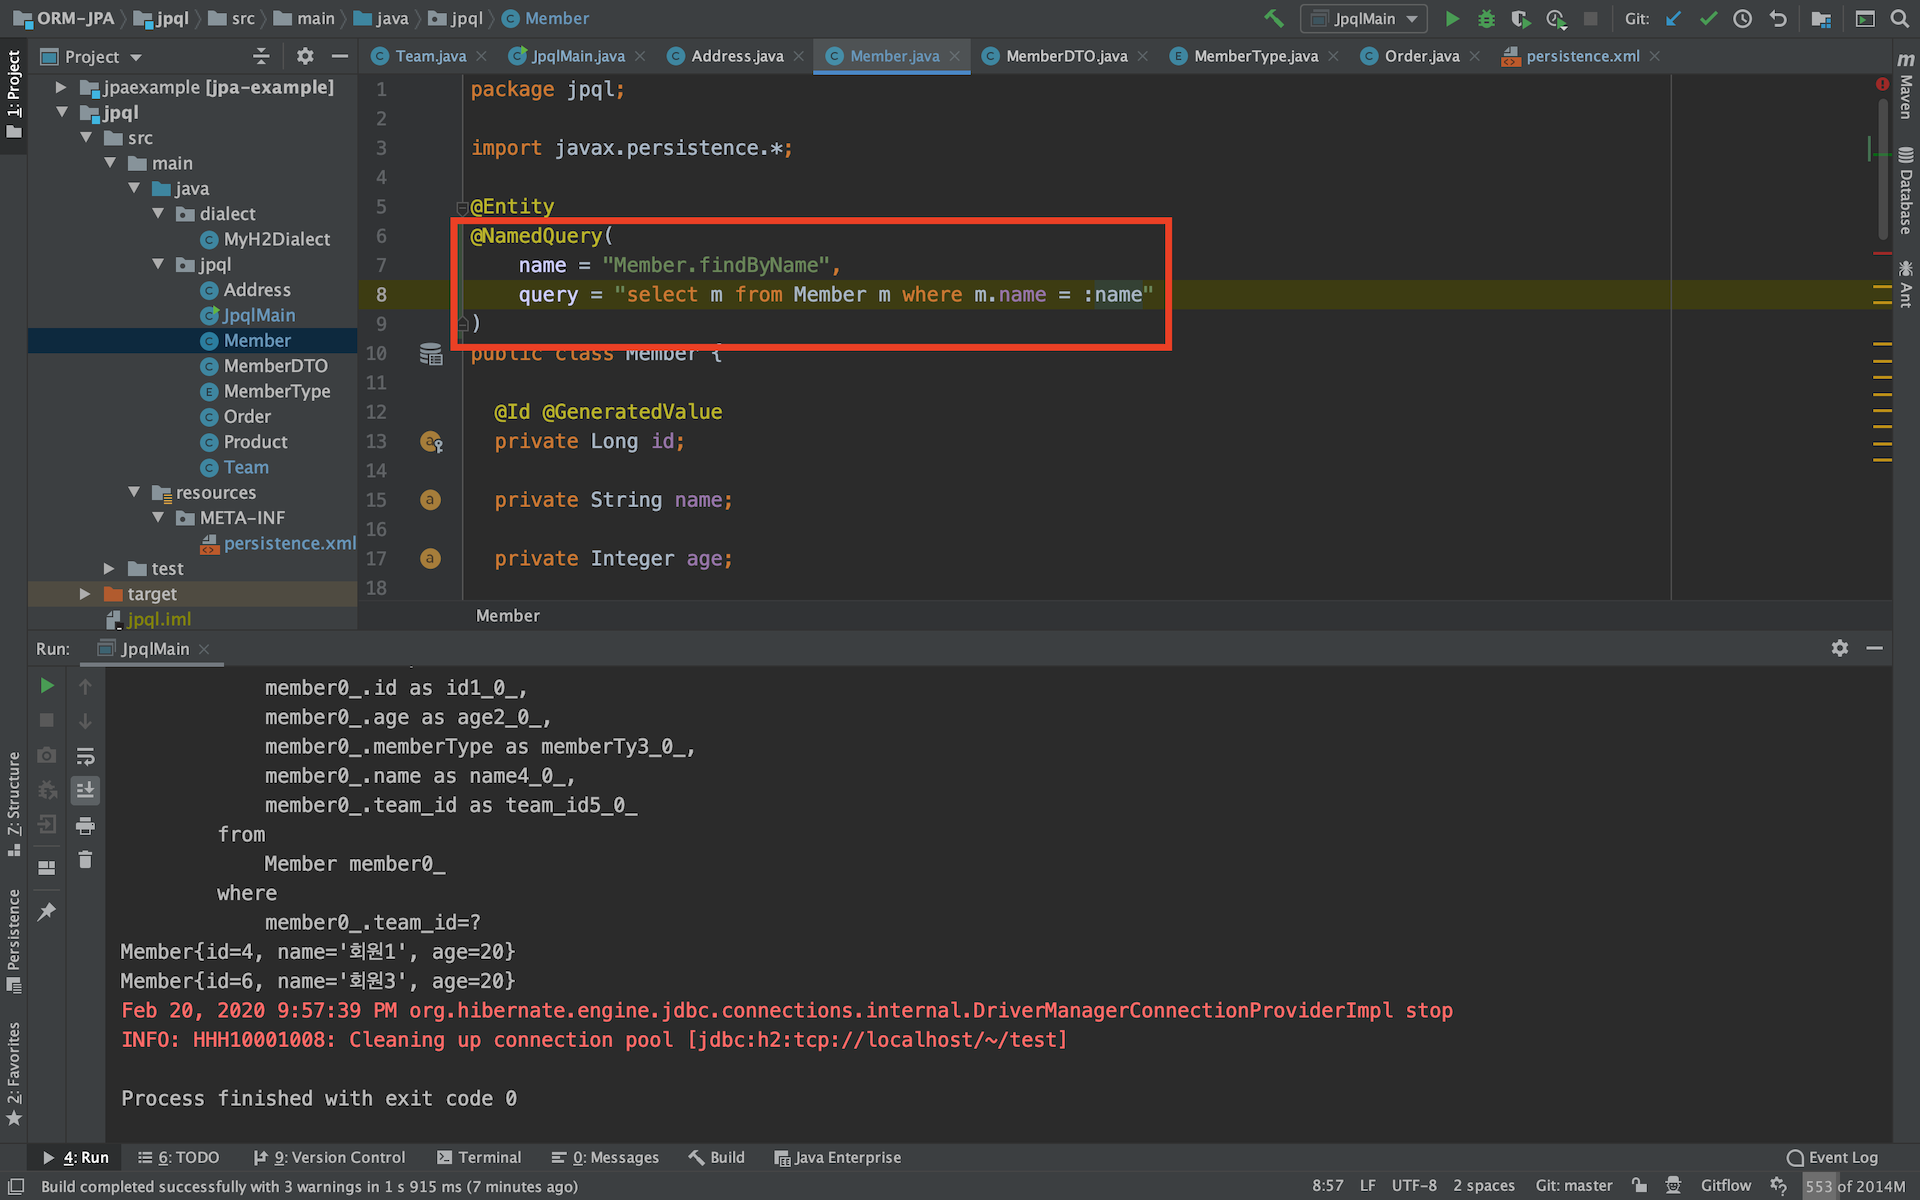 ORM-JPA jpql src main java jpql Member
JpqlMain Git:
Project
Team.java JpqlMain.java Address.java Member.java MemberDTO.java MemberType.java Order.java persistence.xml
1: Project
Z: Structure
Persistence
2: Favorites
jpaexample [jpa-example]
jpql
src
main
java
dialect
MyH2Dialect
jpql
Address
JpqlMain
Member
MemberDTO
MemberType
Order
Product
Team
resources
META-INF
persistence.xml
test
target
jpql.iml
1 package jpql;
2
3 import javax.persistence.*;
4
5 @Entity
6 @NamedQuery(
7 name = "Member.findByName",
8 query = "select m from Member m where m.name = :name"
9 )
10 public class Member {
11
12 @Id @GeneratedValue
13 private Long id;
14
15 private String name;
16
17 private Integer age;
18
Member
Maven
Database
Ant
Run: JpqlMain
member0_.id as id1_0_,
member0_.age as age2_0_,
member0_.memberType as memberTy3_0_,
member0_.name as name4_0_,
member0_.team_id as team_id5_0_
from
Member member0_
where
member0_.team_id=?
Member{id=4, name='회원1', age=20}
Member{id=6, name='회원3', age=20}
Feb 20, 2020 9:57:39 PM org.hibernate.engine.jdbc.connections.internal.DriverManagerConnectionProviderImpl stop
INFO: HHH10001008: Cleaning up connection pool [jdbc:h2:tcp://localhost/~/test]
Process finished with exit code 0
4: Run 6: TODO 9: Version Control Terminal 0: Messages Build Java Enterprise Event Log
Build completed successfully with 3 warnings in 1 s 915 ms (7 minutes ago) 8:57 LF UTF-8 2 spaces Git: master Gitflow 553 of 2014M